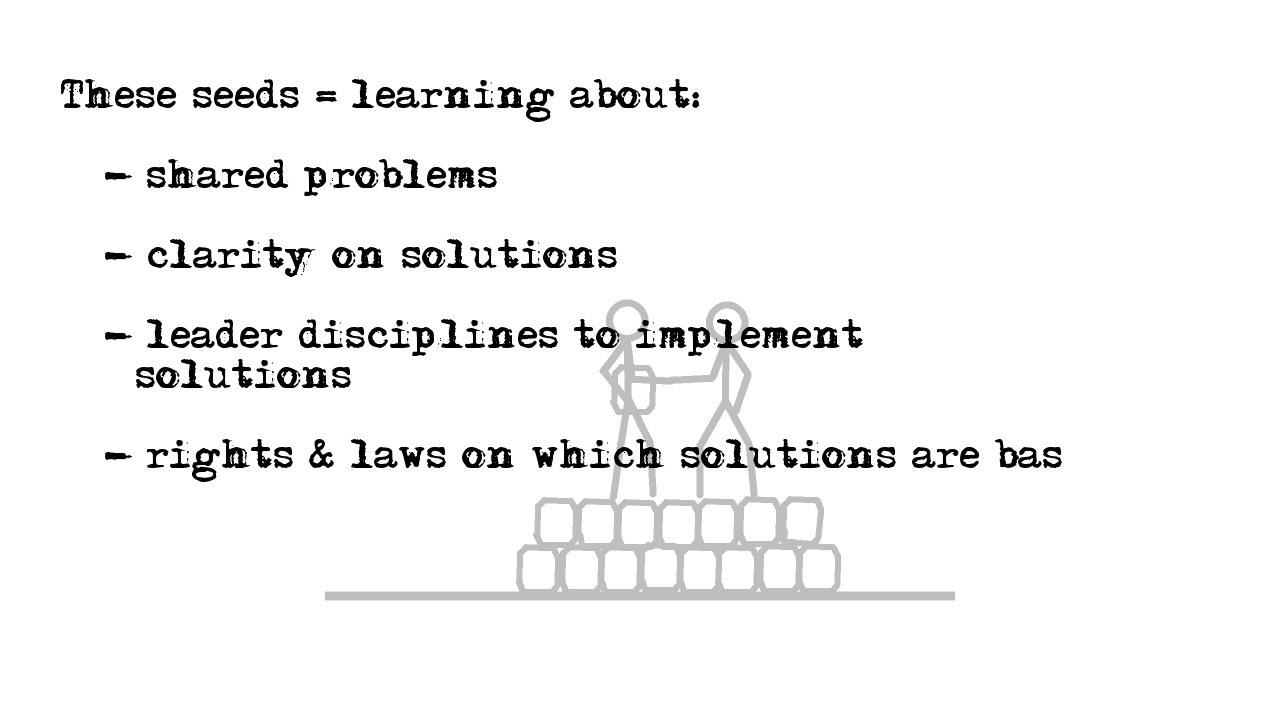 These seeds = learning about:
- shared problems
- clarity on solutions
- leader disciplines to implement
solutions
- rights & laws on which solutions are bas